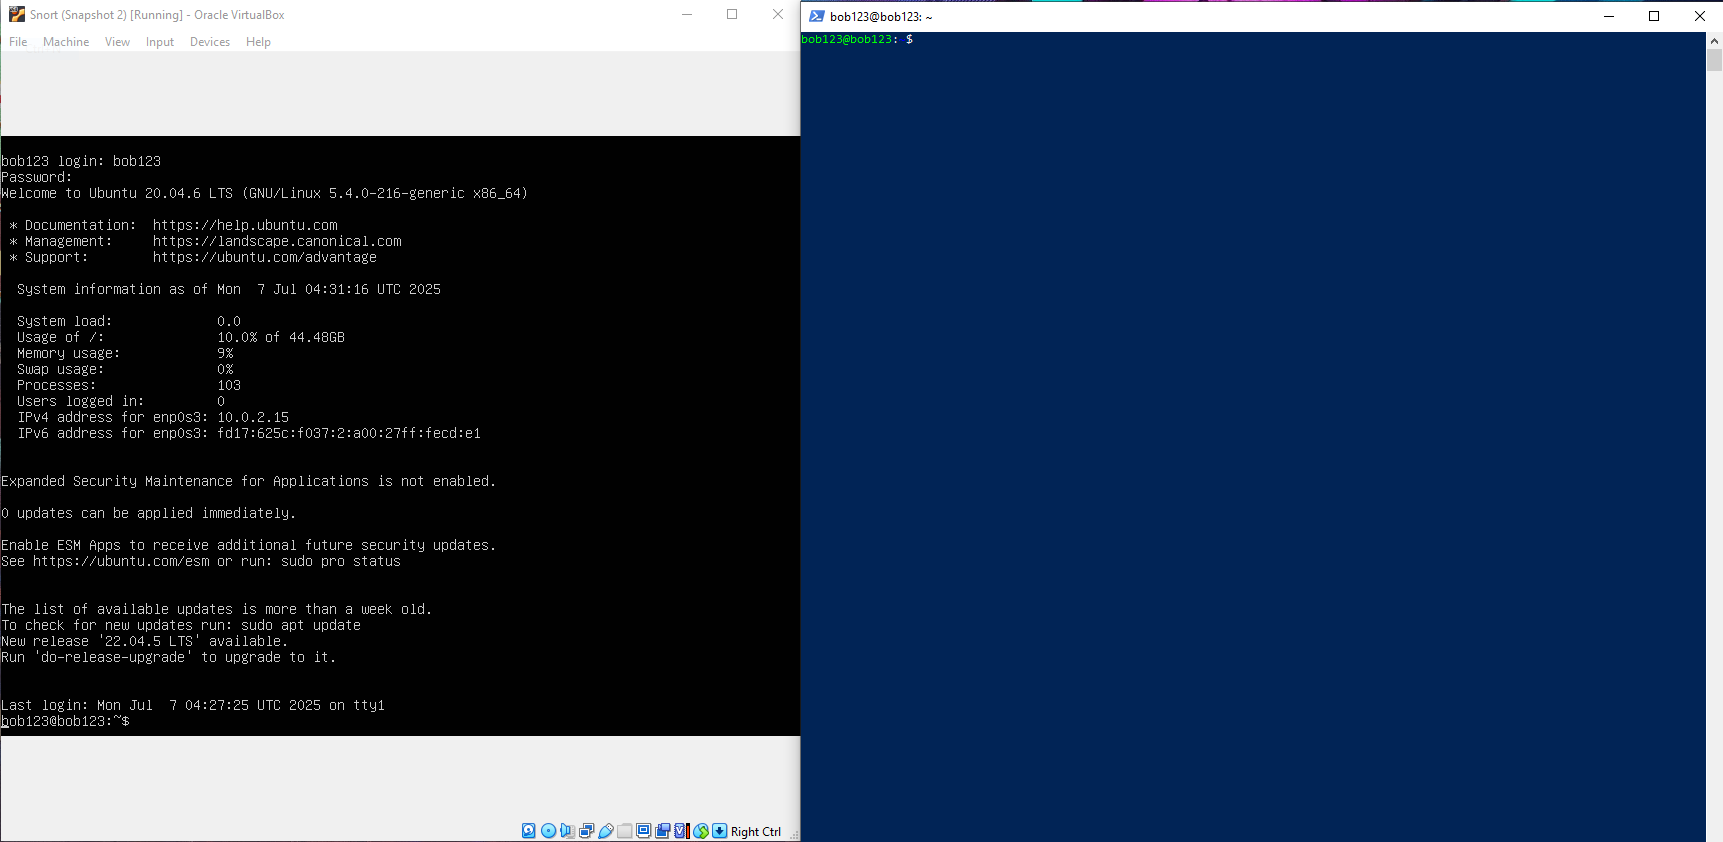 Snort (Snapshot 2) [Running] - Oracle VirtualBox
File Machine View Input Devices Help
bob123 login: bob123
Password:
Welcome to Ubuntu 20.04.6 LTS (GNU/Linux 5.4.0-216-generic x86_64)
* Documentation: https://help.ubuntu.com
* Management: https://landscape.canonical.com
* Support: https://ubuntu.com/advantage
System information as of Mon 7 Jul 04:31:16 UTC 2025
System load: 0.0
Usage of /: 10.0% of 44.48GB
Memory usage: 9%
Swap usage: 0%
Processes: 103
Users logged in: 0
IPv4 address for enp0s3: 10.0.2.15
IPv6 address for enp0s3: fd17:625c:f037:2:a00:27ff:fecd:e1
Expanded Security Maintenance for Applications is not enabled.
0 updates can be applied immediately.
Enable ESM Apps to receive additional future security updates.
See https://ubuntu.com/esm or run: sudo pro status
The list of available updates is more than a week old.
To check for new updates run: sudo apt update
New release '22.04.5 LTS' available.
Run 'do-release-upgrade' to upgrade to it.
Last login: Mon Jul 7 04:27:25 UTC 2025 on tty1
bob123@bob123:~$
Right Ctrl
bob123@bob123: ~
bob123@bob123: $